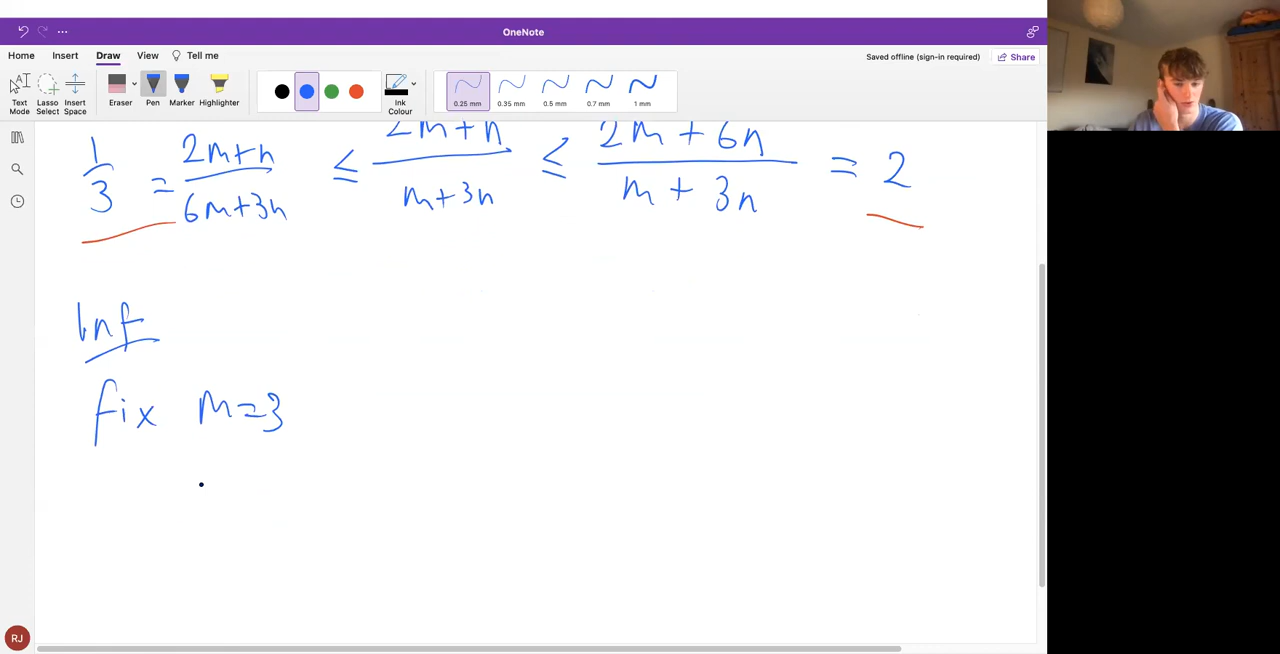 OneNote
Home Insert Draw View Tell me Saved offline (sign-in required) Share
Text Mode Lasso Select Insert Space Eraser Pen Marker Highlighter Ink Colour 0.25 mm 0.35 mm 0.5 mm 0.7 mm 1 mm
1/3 = (2m+n)/(6m+3n) ≤ (2m+n)/(m+3n) ≤ (2m+6n)/(m+3n) = 2
Inf
fix m=3
RJ